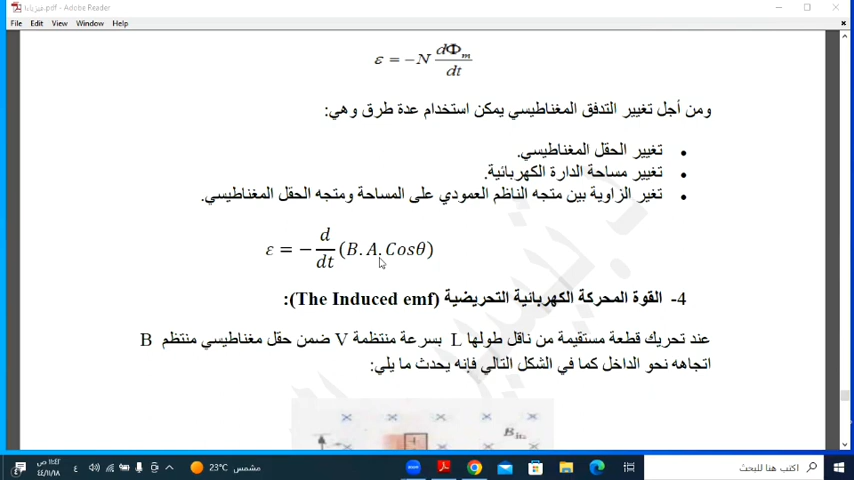 فيزياء١.pdf - Adobe Reader
File Edit View Window Help
ε = −N dΦm/dt
ومن أجل تغيير التدفق المغناطيسي يمكن استخدام عدة طرق وهي:
• تغيير الحقل المغناطيسي.
• تغيير مساحة الدارة الكهربائية.
• تغير الزاوية بين متجه الناظم العمودي على المساحة ومتجه الحقل المغناطيسي.
ε = − d/dt (B.A.Cosθ)
4- القوة المحركة الكهربائية التحريضية (The Induced emf):
عند تحريك قطعة مستقيمة من ناقل طولها L بسرعة منتظمة V ضمن حقل مغناطيسي منتظم B
اتجاهه نحو الداخل كما في الشكل التالي فإنه يحدث ما يلي:
Bin
اكتب هنا للبحث
23°C مشمس
ع